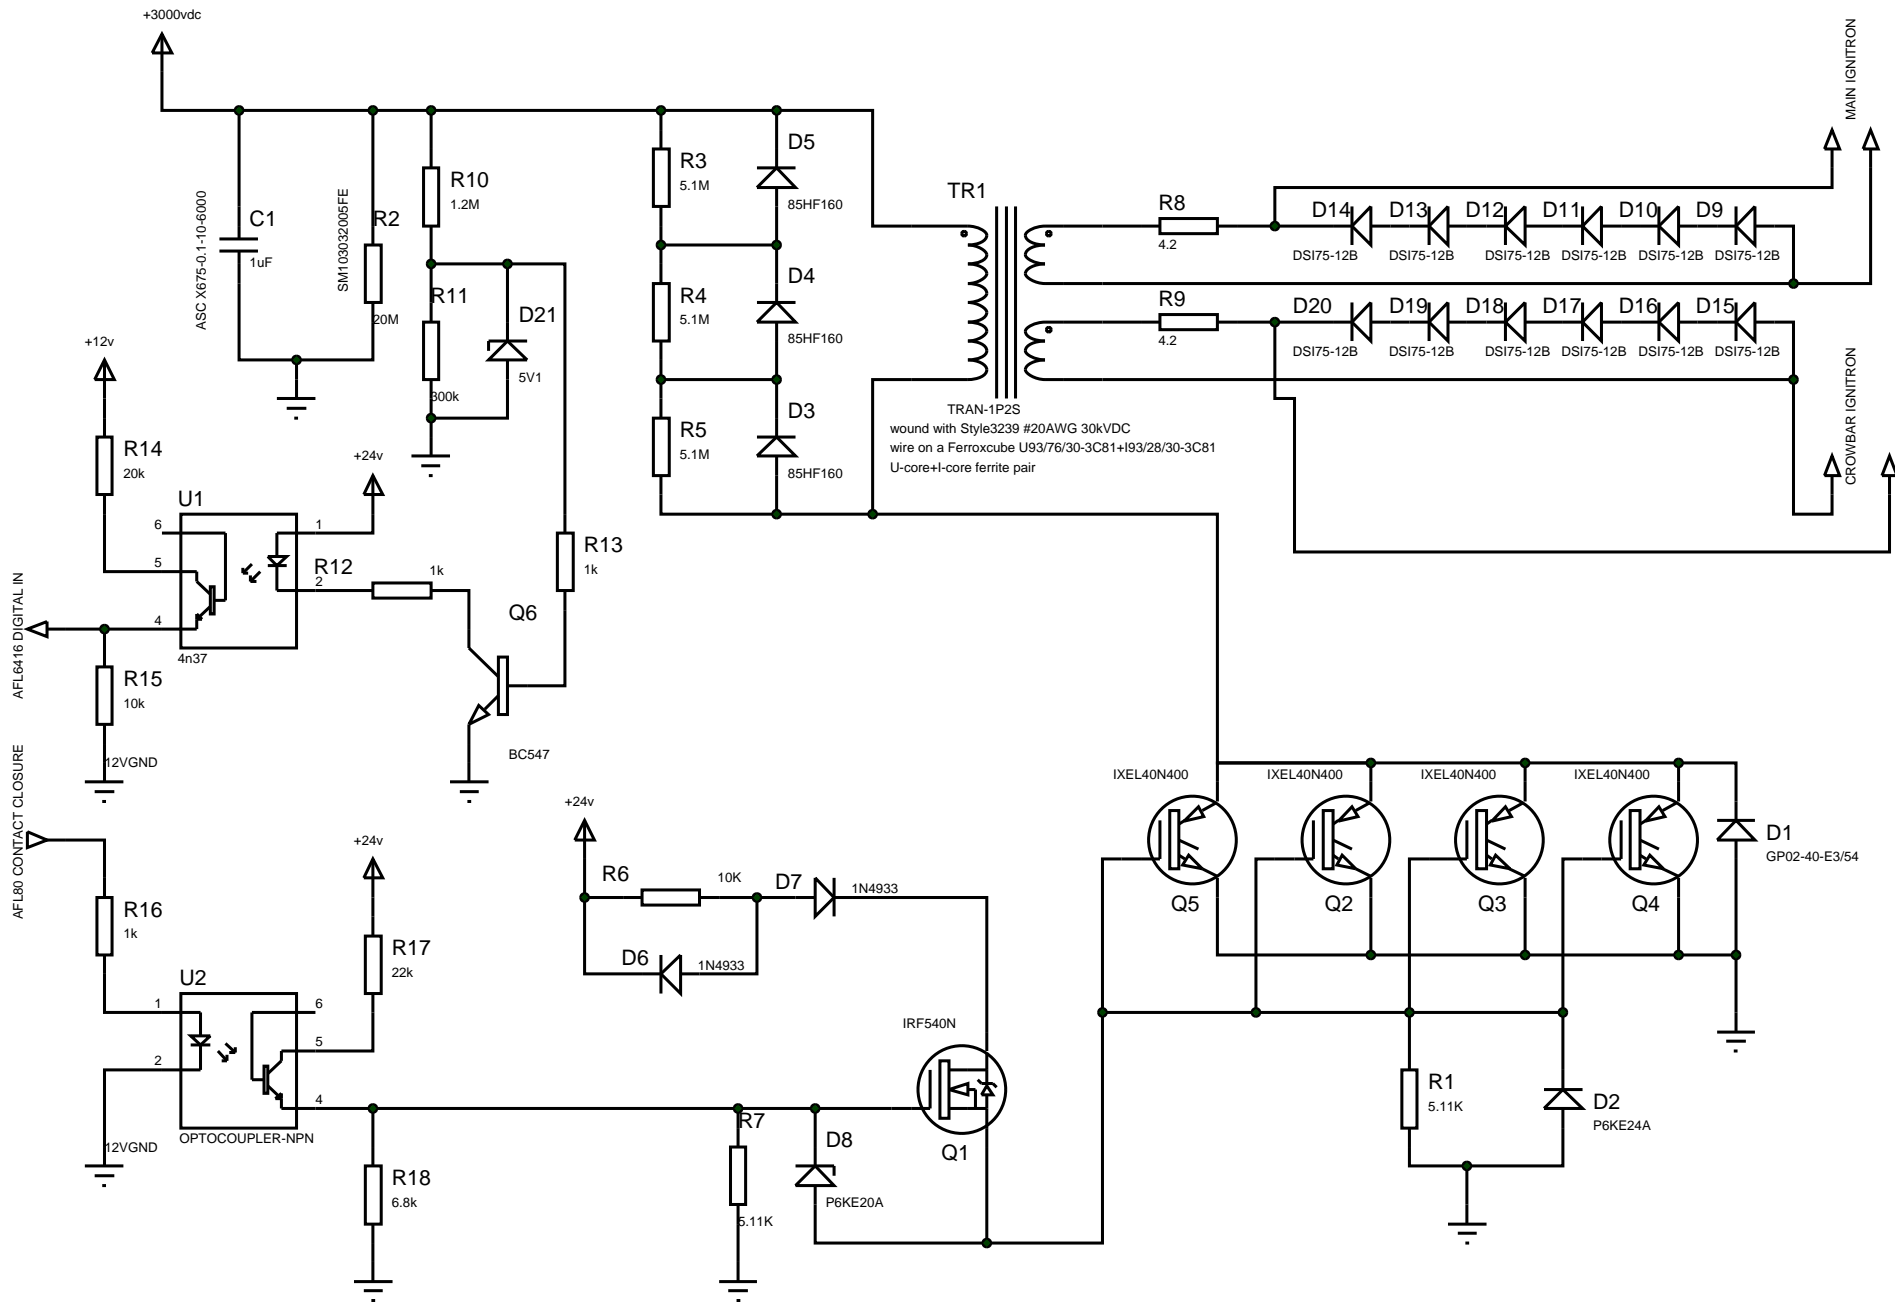 +3000vdc
MAIN IGNITRON
C1
1uF
ASC X675-0.1-10-6000
R2
20M
SM103032005FE
R10
1.2M
R11
300k
D21
5V1
R3
5.1M
D5
85HF160
R4
5.1M
D4
85HF160
R5
5.1M
D3
85HF160
TR1
TRAN-1P2S
wound with Style3239 #20AWG 30kVDC
wire on a Ferroxcube U93/76/30-3C81+I93/28/30-3C81
U-core+I-core ferrite pair
R8
4.2
D14 D13 D12 D11 D10 D9
DSI75-12B DSI75-12B DSI75-12B DSI75-12B DSI75-12B DSI75-12B
R9
4.2
D20 D19 D18 D17 D16 D15
DSI75-12B DSI75-12B DSI75-12B DSI75-12B DSI75-12B DSI75-12B
CROWBAR IGNITRON
+12v
R14
20k
+24v
U1
6
5
4
1
2
4n37
R12
1k
R13
1k
Q6
BC547
AFL6416 DIGITAL IN
R15
10k
12VGND
AFL80 CONTACT CLOSURE
R16
1k
+24v
R17
22k
U2
1
2
6
5
4
OPTOCOUPLER-NPN
12VGND
R18
6.8k
+24v
R6
10K
D7
1N4933
D6
1N4933
IRF540N
Q1
R7
5.11K
D8
P6KE20A
IXEL40N400 IXEL40N400 IXEL40N400 IXEL40N400
Q5 Q2 Q3 Q4
D1
GP02-40-E3/54
R1
5.11K
D2
P6KE24A